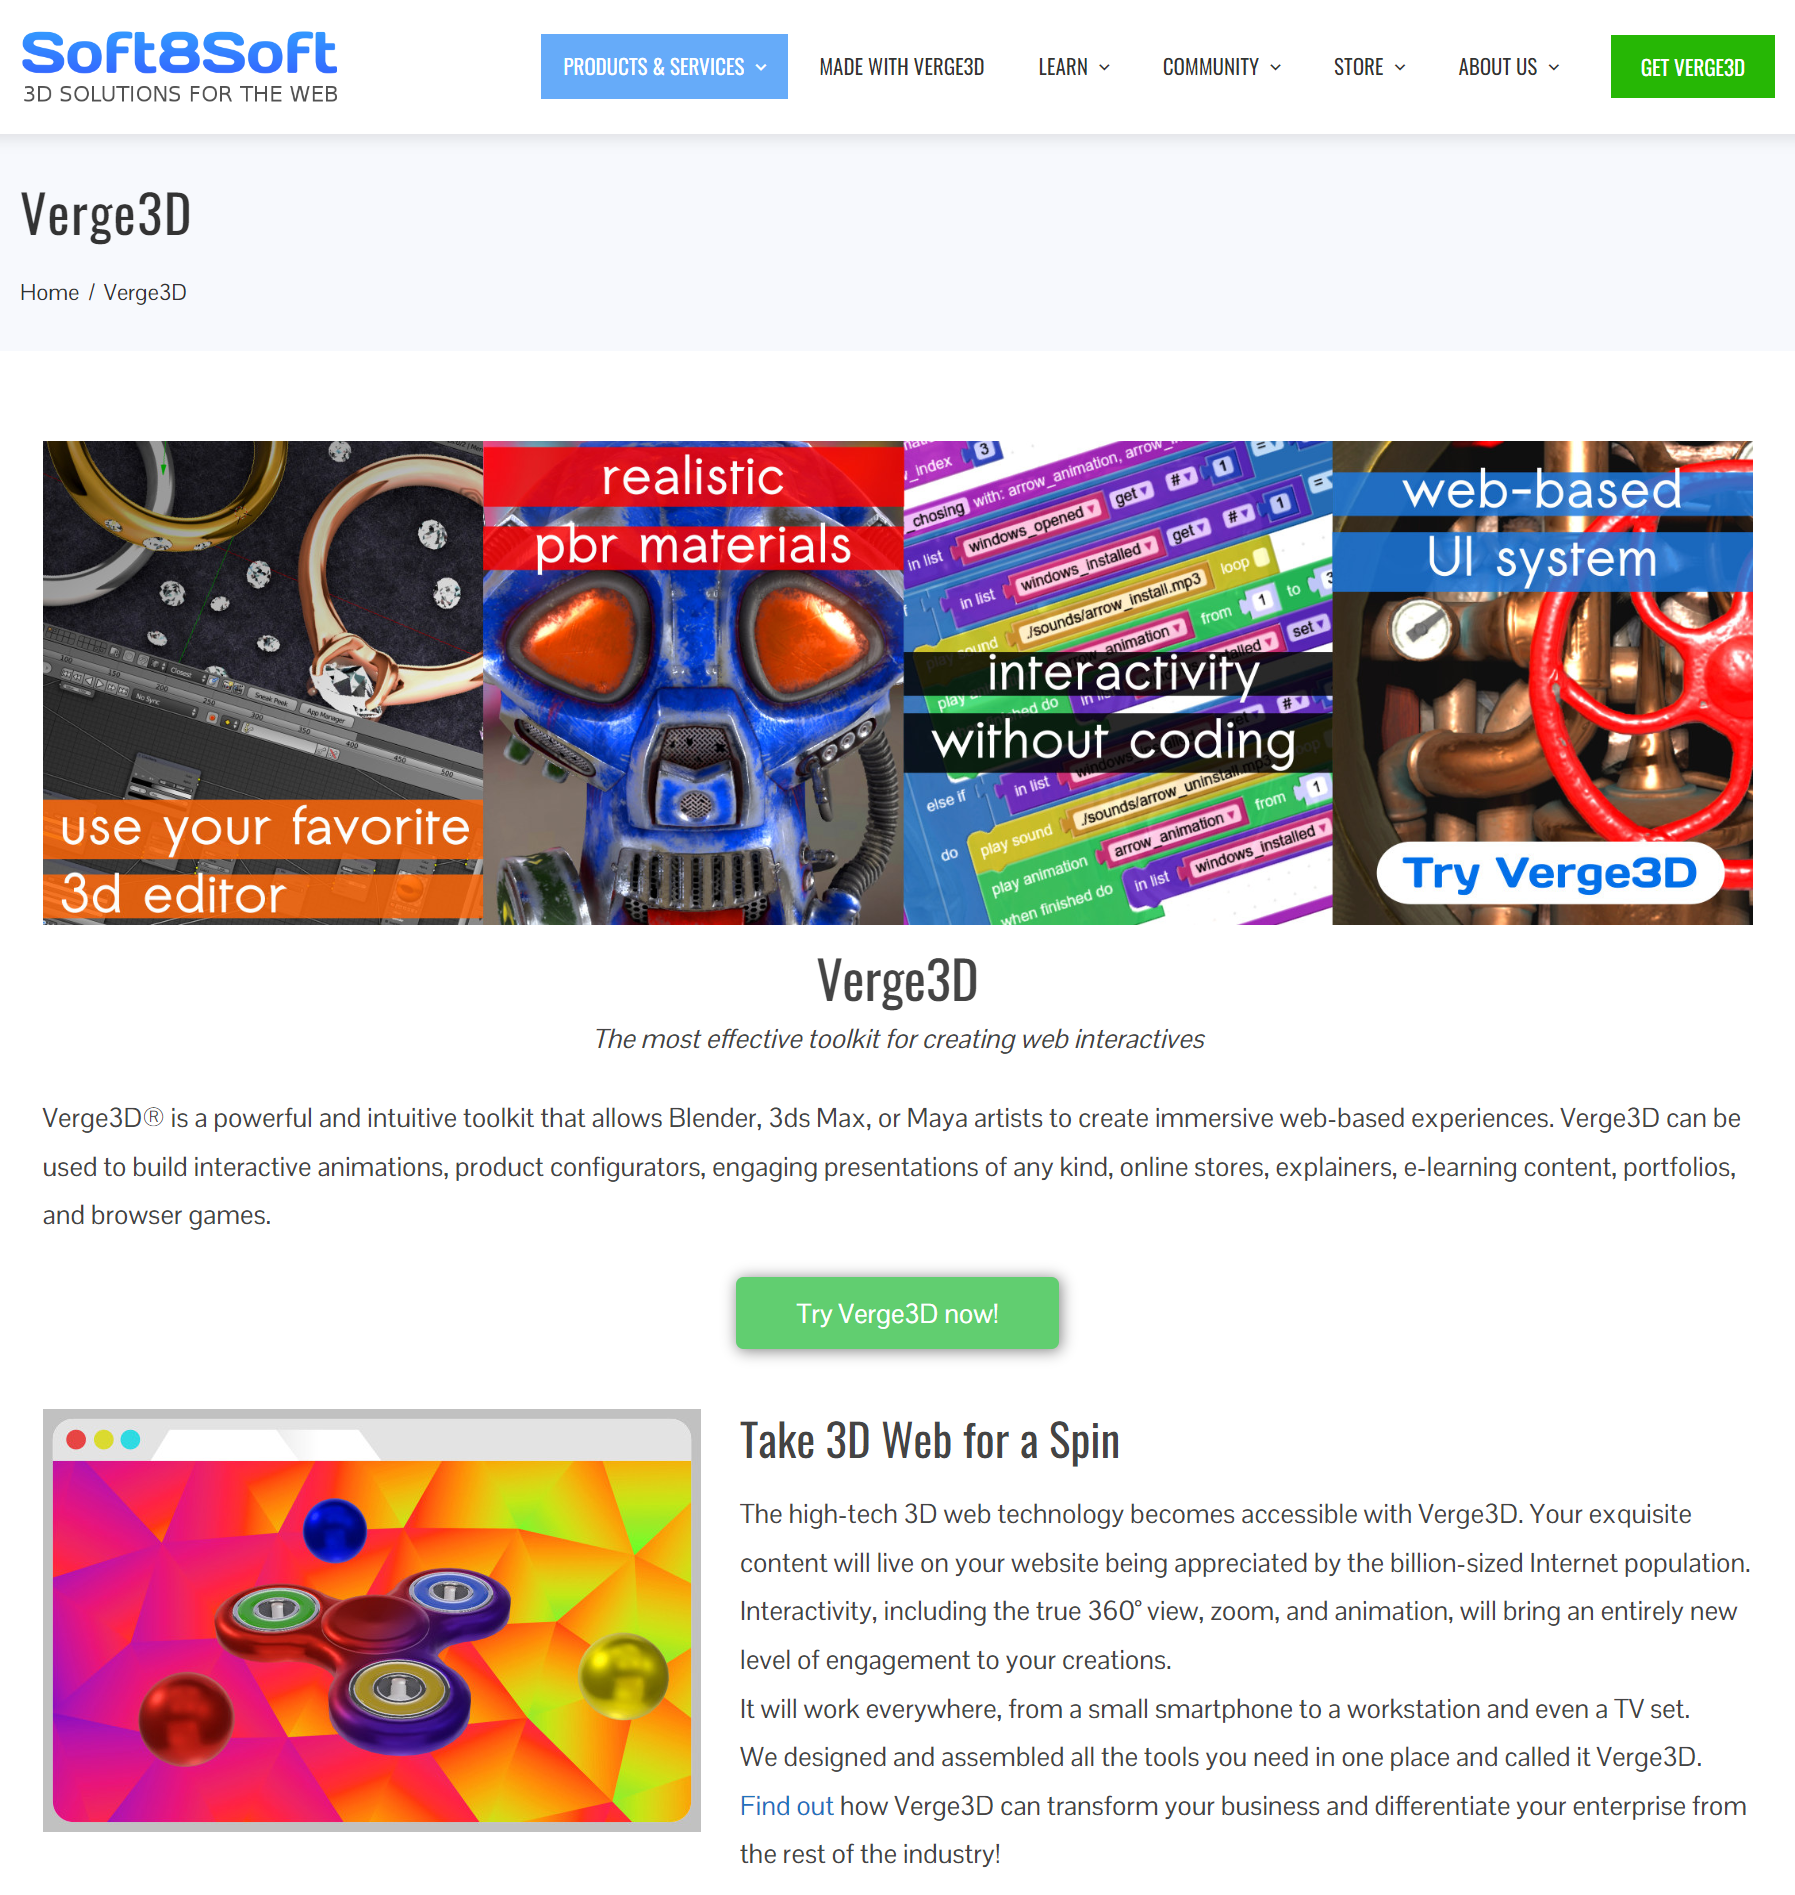 Soft8Soft
3D SOLUTIONS FOR THE WEB
PRODUCTS & SERVICES
MADE WITH VERGE3D
LEARN
COMMUNITY
STORE
ABOUT US
GET VERGE3D
Verge3D
Home / Verge3D
use your favorite
3d editor
realistic
pbr materials
interactivity
without coding
web-based
UI system
Try Verge3D
Verge3D
The most effective toolkit for creating web interactives
Verge3D® is a powerful and intuitive toolkit that allows Blender, 3ds Max, or Maya artists to create immersive web-based experiences. Verge3D can be
used to build interactive animations, product configurators, engaging presentations of any kind, online stores, explainers, e-learning content, portfolios,
and browser games.
Try Verge3D now!
Take 3D Web for a Spin
The high-tech 3D web technology becomes accessible with Verge3D. Your exquisite
content will live on your website being appreciated by the billion-sized Internet population.
Interactivity, including the true 360° view, zoom, and animation, will bring an entirely new
level of engagement to your creations.
It will work everywhere, from a small smartphone to a workstation and even a TV set.
We designed and assembled all the tools you need in one place and called it Verge3D.
Find out how Verge3D can transform your business and differentiate your enterprise from
the rest of the industry!